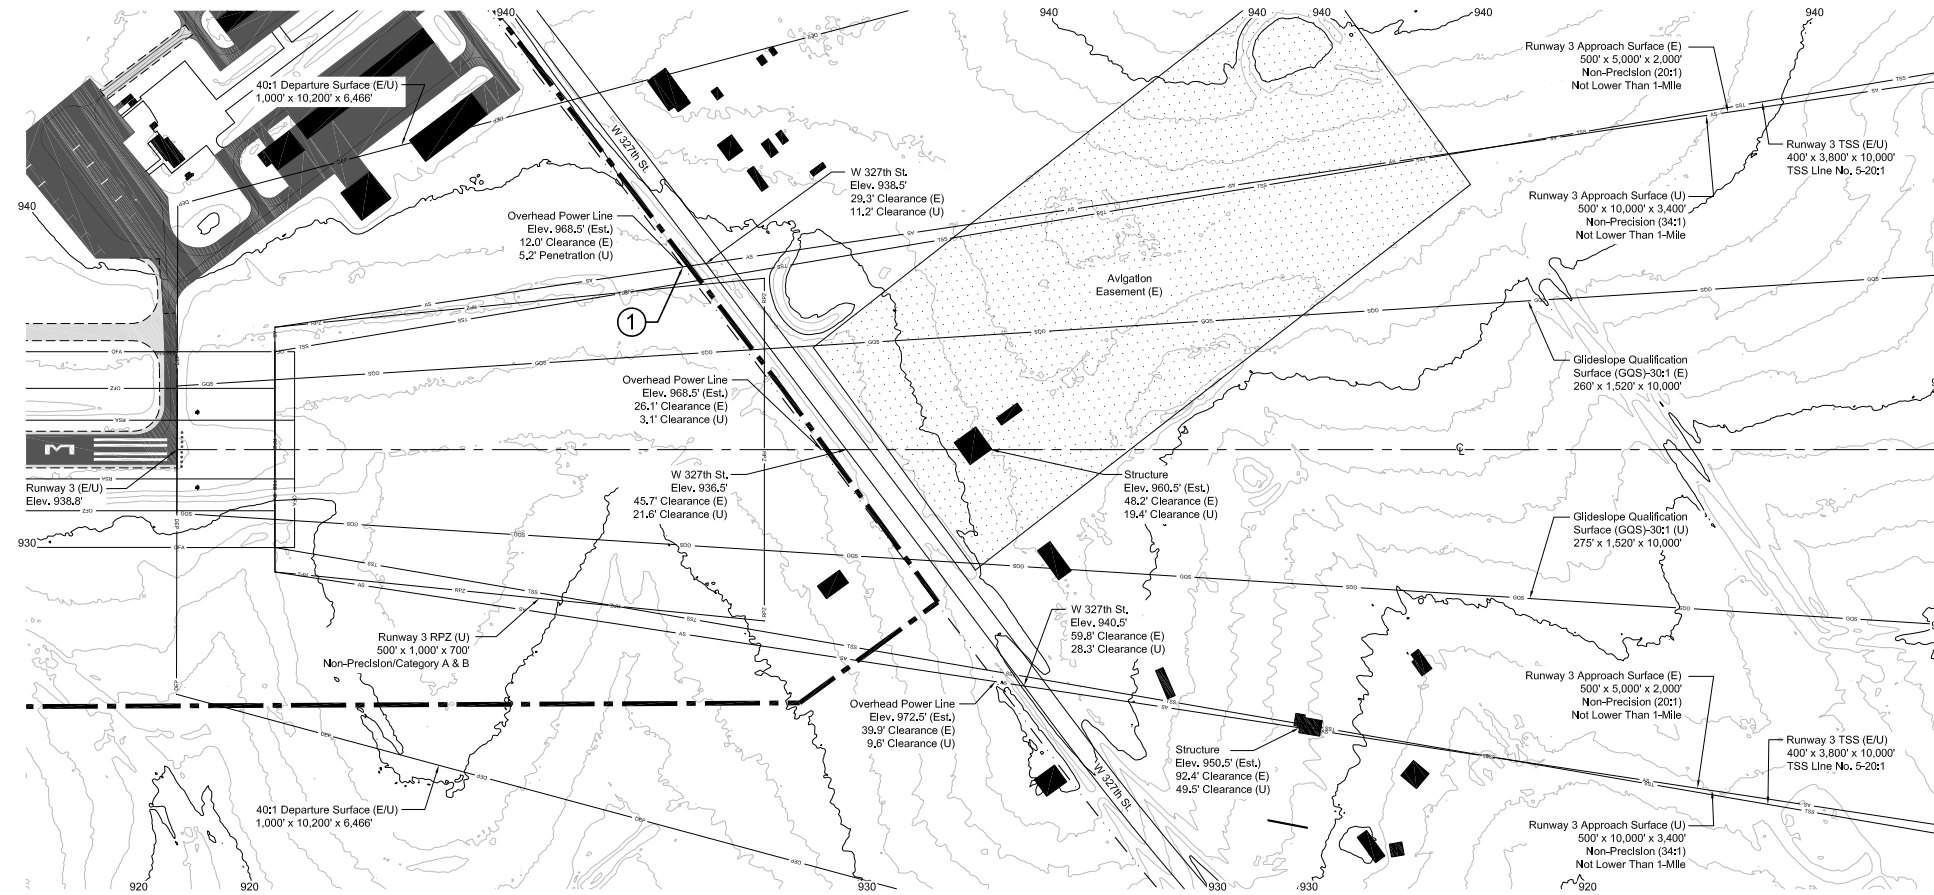 940
940
940
940
940
940
40:1 Departure Surface (E/U)
1,000' x 10,200' x 6,466'
W 327th St.
Runway 3 Approach Surface (E)
500' x 5,000' x 2,000'
Non-Precision (20:1)
Not Lower Than 1-Mile
Runway 3 TSS (E/U)
400' x 3,800' x 10,000'
TSS Line No. 5-20:1
W 327th St.
Elev. 938.5'
29.3' Clearance (E)
11.2' Clearance (U)
Runway 3 Approach Surface (U)
500' x 10,000' x 3,400'
Non-Precision (34:1)
Not Lower Than 1-Mile
940
Overhead Power Line
Elev. 968.5' (Est.)
12.0' Clearance (E)
5.2' Penetration (U)
Avigation
Easement (E)
1
Glideslope Qualification
Surface (GQS)-30:1 (E)
260' x 1,520' x 10,000'
Overhead Power Line
Elev. 968.5' (Est.)
26.1' Clearance (E)
3.1' Clearance (U)
3
W 327th St.
Elev. 936.5'
45.7' Clearance (E)
21.6' Clearance (U)
Structure
Elev. 960.5' (Est.)
48.2' Clearance (E)
19.4' Clearance (U)
Runway 3 (E/U)
Elev. 938.8'
930
Glideslope Qualification
Surface (GQS)-30:1 (U)
275' x 1,520' x 10,000'
W 327th St.
Elev. 940.5'
59.8' Clearance (E)
28.3' Clearance (U)
Runway 3 RPZ (U)
500' x 1,000' x 700'
Non-Precision/Category A & B
Runway 3 Approach Surface (E)
500' x 5,000' x 2,000'
Non-Precision (20:1)
Not Lower Than 1-Mile
Overhead Power Line
Elev. 972.5' (Est.)
39.9' Clearance (E)
9.6' Clearance (U)
Runway 3 TSS (E/U)
400' x 3,800' x 10,000'
TSS Line No. 5-20:1
Structure
Elev. 950.5' (Est.)
92.4' Clearance (E)
49.5' Clearance (U)
W 327th St.
40:1 Departure Surface (E/U)
1,000' x 10,200' x 6,466'
Runway 3 Approach Surface (U)
500' x 10,000' x 3,400'
Non-Precision (34:1)
Not Lower Than 1-Mile
920
920
930
930
930
920